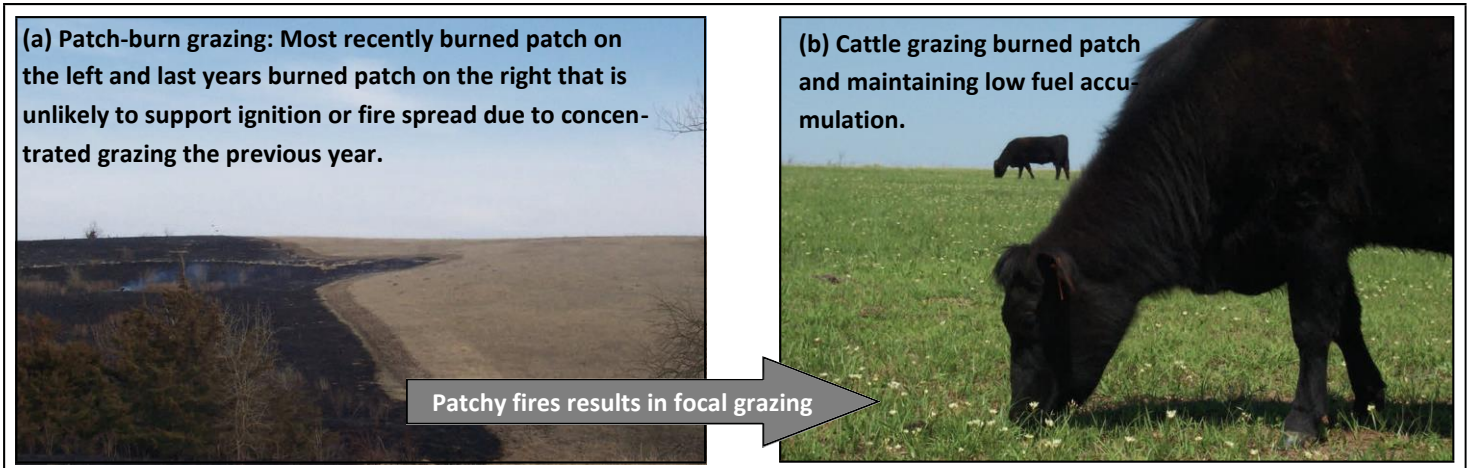 (a) Patch-burn grazing: Most recently burned patch on
the left and last years burned patch on the right that is
unlikely to support ignition or fire spread due to concen-
trated grazing the previous year.
(b) Cattle grazing burned patch
and maintaining low fuel accu-
mulation.
Patchy fires results in focal grazing